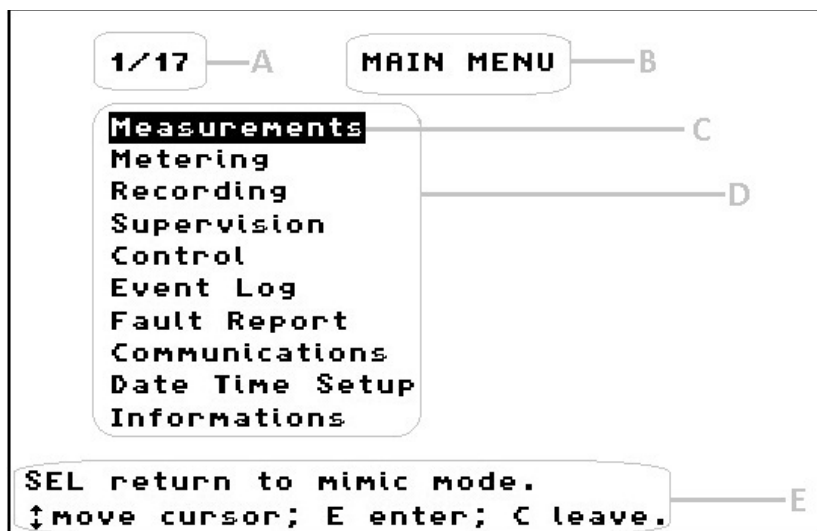 1/17 A MAIN MENU B
Measurements C
Metering
Recording D
Supervision
Control
Event Log
Fault Report
Communications
Date Time Setup
Informations
SEL return to mimic mode.
↕move cursor; E enter; C leave. E